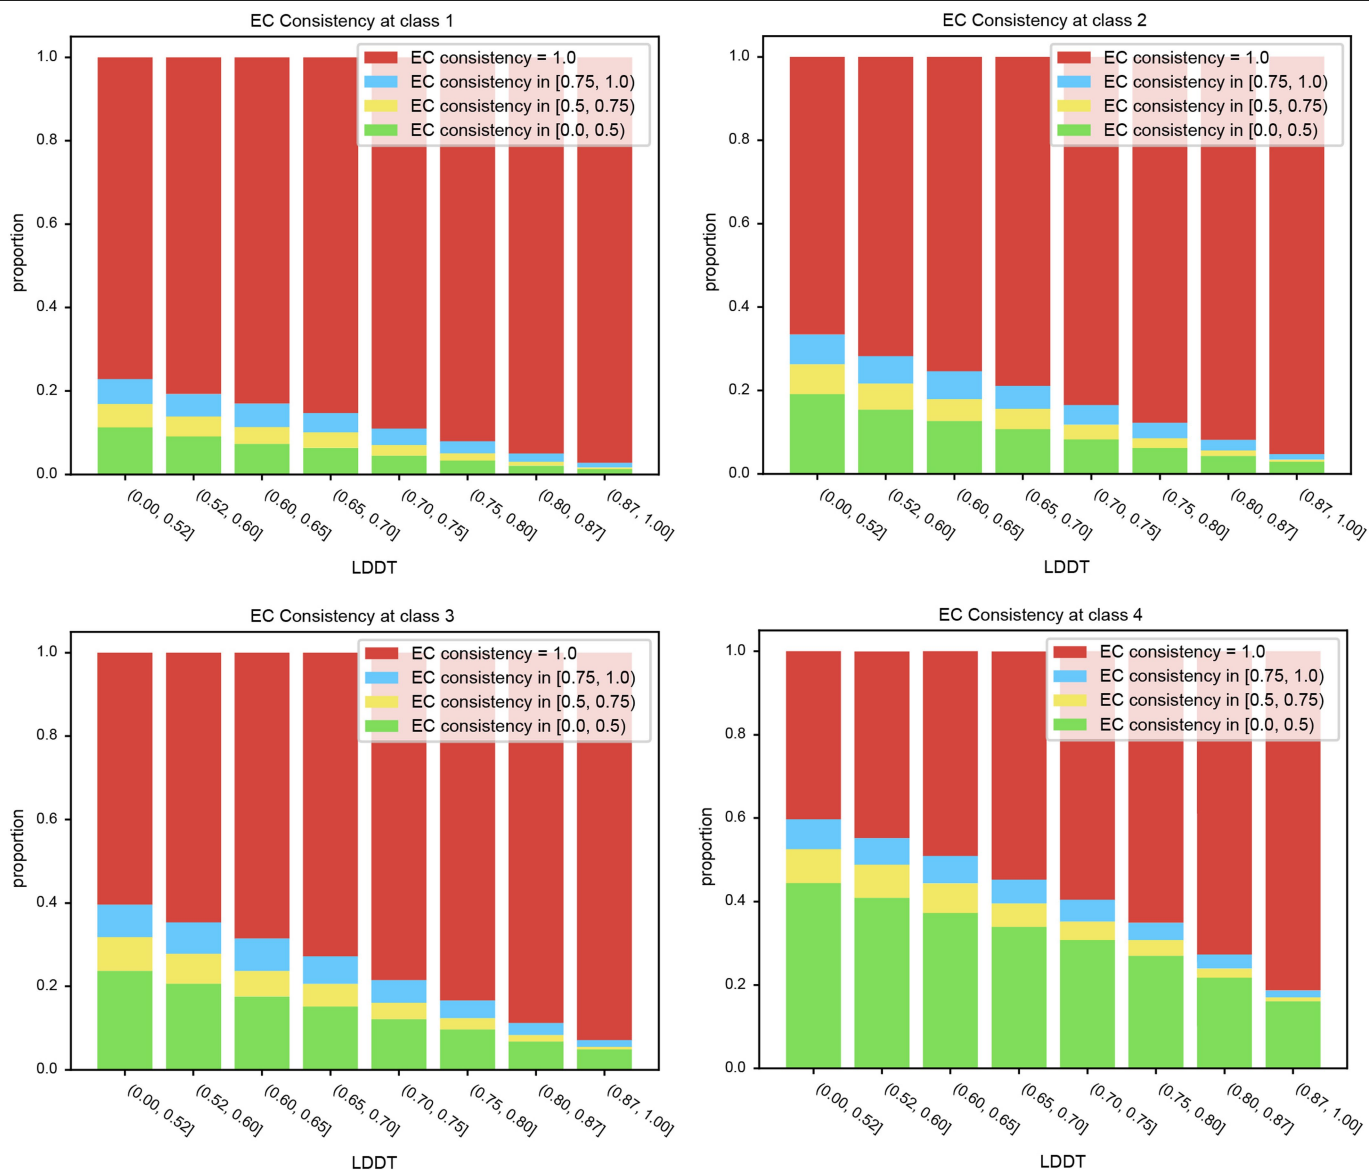 EC Consistency at class 1
EC consistency = 1.0
EC consistency in [0.75, 1.0)
EC consistency in [0.5, 0.75)
EC consistency in [0.0, 0.5)
1.0
0.8
0.6
0.4
0.2
0.0
proportion
(0.00, 0.52]
(0.52, 0.60]
(0.60, 0.65]
(0.65, 0.70]
(0.70, 0.75]
(0.75, 0.80]
(0.80, 0.87]
(0.87, 1.00]
LDDT
EC Consistency at class 2
EC consistency = 1.0
EC consistency in [0.75, 1.0)
EC consistency in [0.5, 0.75)
EC consistency in [0.0, 0.5)
1.0
0.8
0.6
0.4
0.2
0.0
proportion
(0.00, 0.52]
(0.52, 0.60]
(0.60, 0.65]
(0.65, 0.70]
(0.70, 0.75]
(0.75, 0.80]
(0.80, 0.87]
(0.87, 1.00]
LDDT
EC Consistency at class 3
EC consistency = 1.0
EC consistency in [0.75, 1.0)
EC consistency in [0.5, 0.75)
EC consistency in [0.0, 0.5)
1.0
0.8
0.6
0.4
0.2
0.0
proportion
(0.00, 0.52]
(0.52, 0.60]
(0.60, 0.65]
(0.65, 0.70]
(0.70, 0.75]
(0.75, 0.80]
(0.80, 0.87]
(0.87, 1.00]
LDDT
EC Consistency at class 4
EC consistency = 1.0
EC consistency in [0.75, 1.0)
EC consistency in [0.5, 0.75)
EC consistency in [0.0, 0.5)
1.0
0.8
0.6
0.4
0.2
0.0
proportion
(0.00, 0.52]
(0.52, 0.60]
(0.60, 0.65]
(0.65, 0.70]
(0.70, 0.75]
(0.75, 0.80]
(0.80, 0.87]
(0.87, 1.00]
LDDT